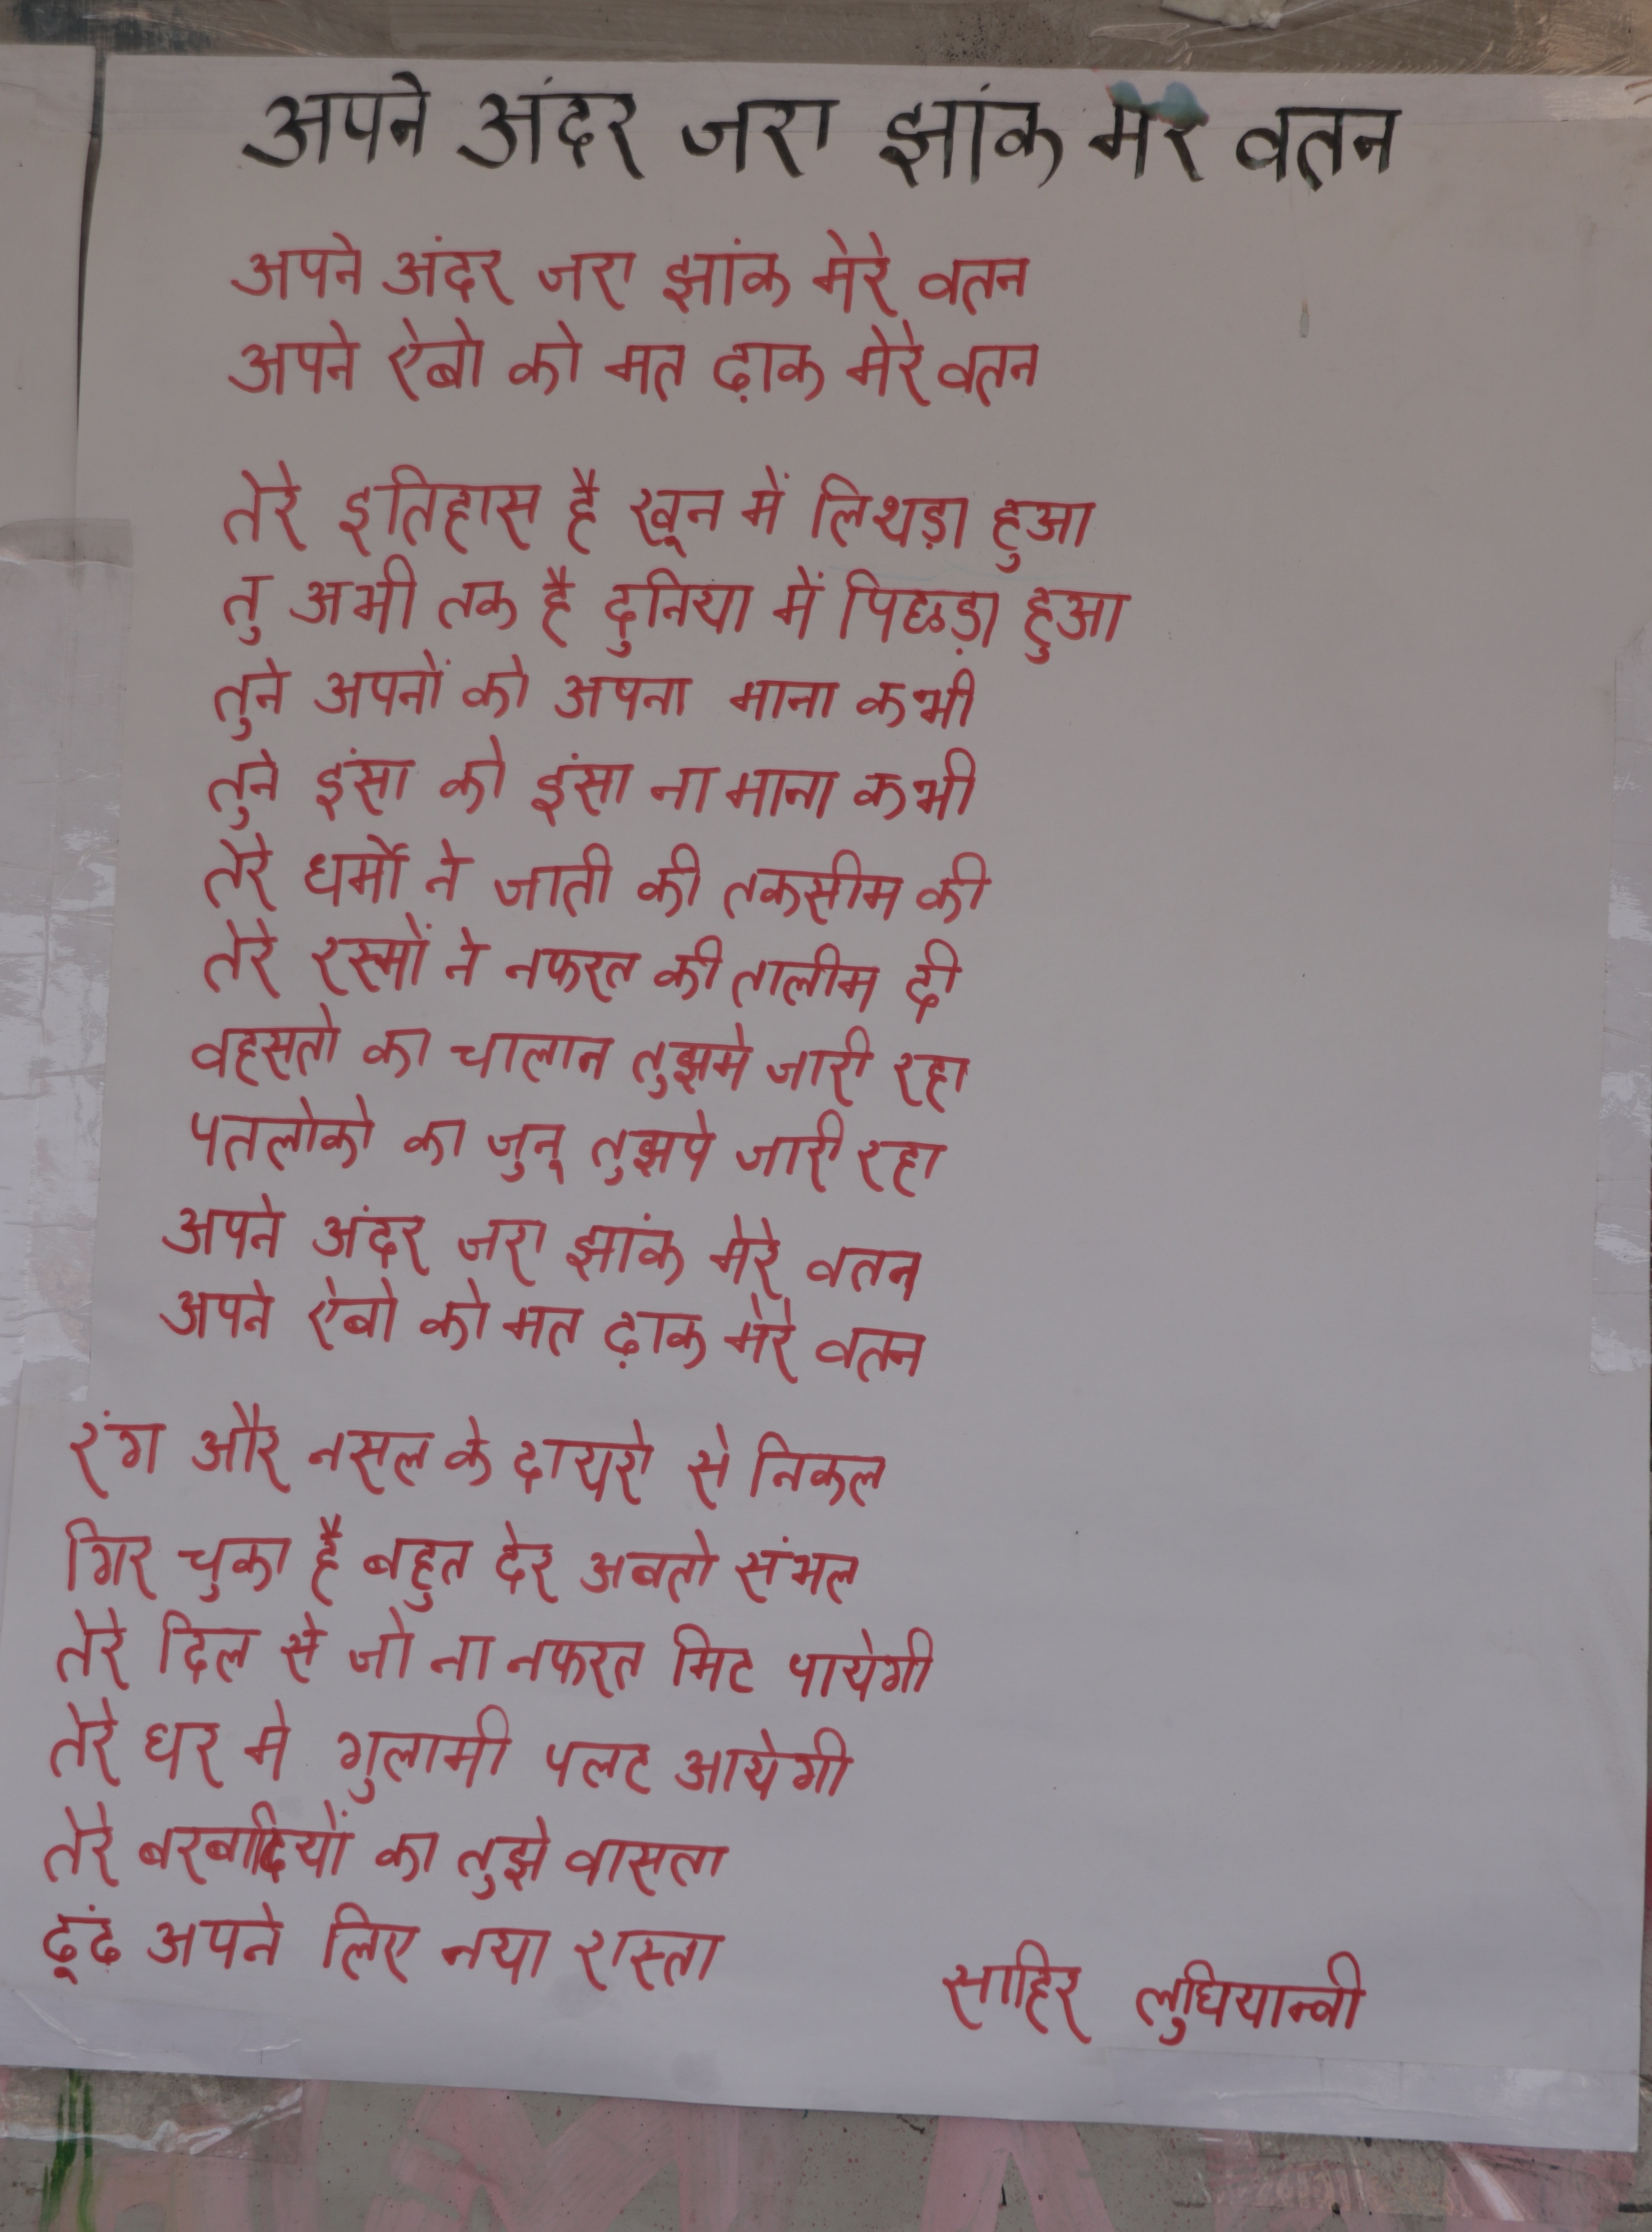 अपने अंदर जरा झांक मेरे वतन
अपने अंदर जरा झांक मेरे वतन
अपने ऐबो को मत ढ़ाक मेरे वतन
तेरे इतिहास है खून में लिथड़ा हुआ
तु अभी तक है दुनिया में पिछड़ा हुआ
तुने अपनों को अपना माना कभी
तुने इंसा को इंसा ना माना कभी
तेरे धर्मो ने जाती की तकसीम की
तेरे रस्मों ने नफरत की तालीम दी
वहसतो का चालान तुझमे जारी रहा
पतलोको का जुनू तुझपे जारी रहा
अपने अंदर जरा झांक मेरे वतन
अपने ऐबो को मत ढ़ाक मेरे वतन
रंग और नसल के दायरो से निकल
गिर चुका है बहुत देर अबतो संभल
तेरे दिल से जो ना नफरत मिट पायेगी
तेरे घर मे गुलामी पलट आयेगी
तेरे बरबादियों का तुझे वासता
ढूंढ अपने लिए नया रास्ता
साहिर लुधियान्वी